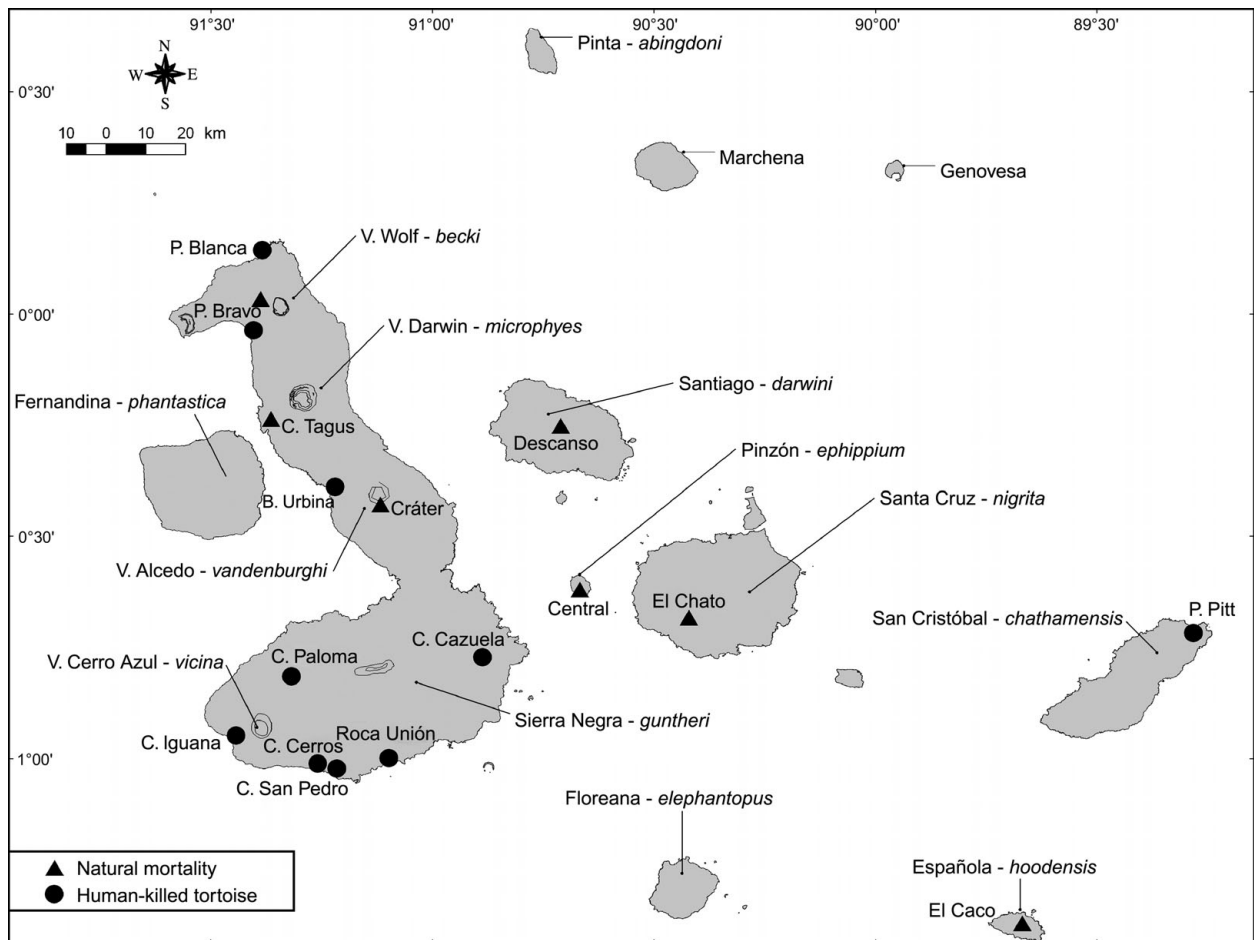 91°30' 91°00' 90°30' 90°00' 89°30'
Pinta - abingdoni
N
W E
S
0°30'
10 0 10 20 km
Marchena
Genovesa
V. Wolf - becki
P. Blanca
0°00'
P. Bravo
V. Darwin - microphyes
Santiago - darwini
Fernandina - phantastica
C. Tagus
Descanso
Pinzón - ephippium
B. Urbina
Cráter
Santa Cruz - nigrita
0°30'
V. Alcedo - vandenburghi
Central
El Chato
P. Pitt
San Cristóbal - chathamensis
C. Cazuela
C. Paloma
V. Cerro Azul - vicina
Sierra Negra - guntheri
Roca Unión
C. Iguana
C. Cerros
1°00'
C. San Pedro
Floreana - elephantopus
Natural mortality
Human-killed tortoise
Española - hoodensis
El Caco